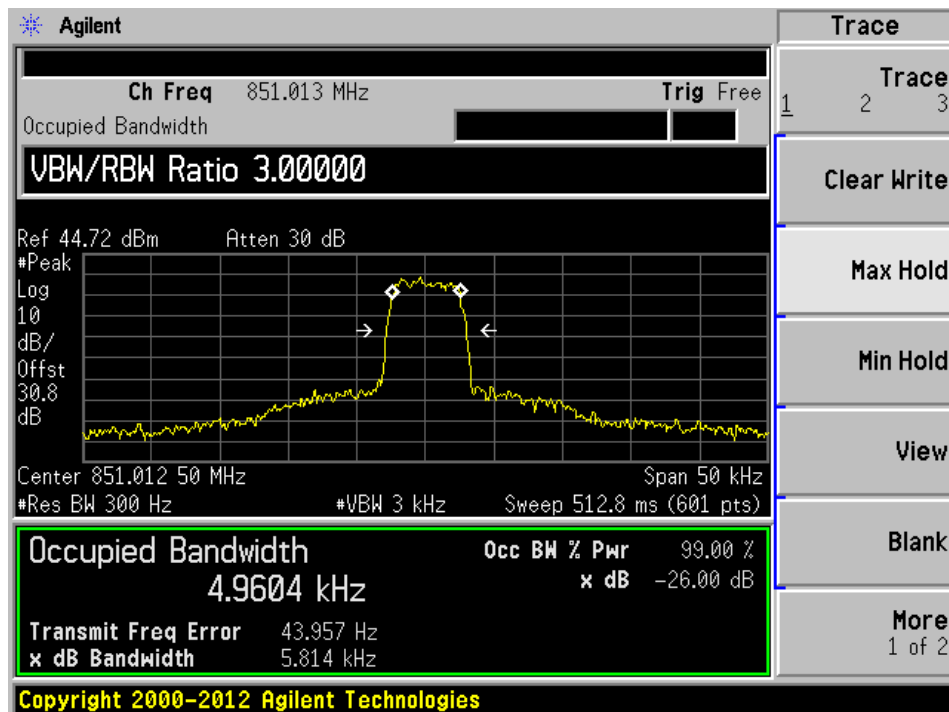 Agilent
Trace
Ch Freq 851.013 MHz Trig Free
Occupied Bandwidth
VBW/RBW Ratio 3.00000
Ref 44.72 dBm Atten 30 dB
#Peak
Log
10
dB/
Offst
30.8
dB
Center 851.012 50 MHz Span 50 kHz
#Res BW 300 Hz #VBW 3 kHz Sweep 512.8 ms (601 pts)
Occupied Bandwidth
4.9604 kHz
Occ BW % Pwr 99.00 %
x dB -26.00 dB
Transmit Freq Error 43.957 Hz
x dB Bandwidth 5.814 kHz
Copyright 2000-2012 Agilent Technologies
Trace
1 2 3
Clear Write
Max Hold
Min Hold
View
Blank
More
1 of 2